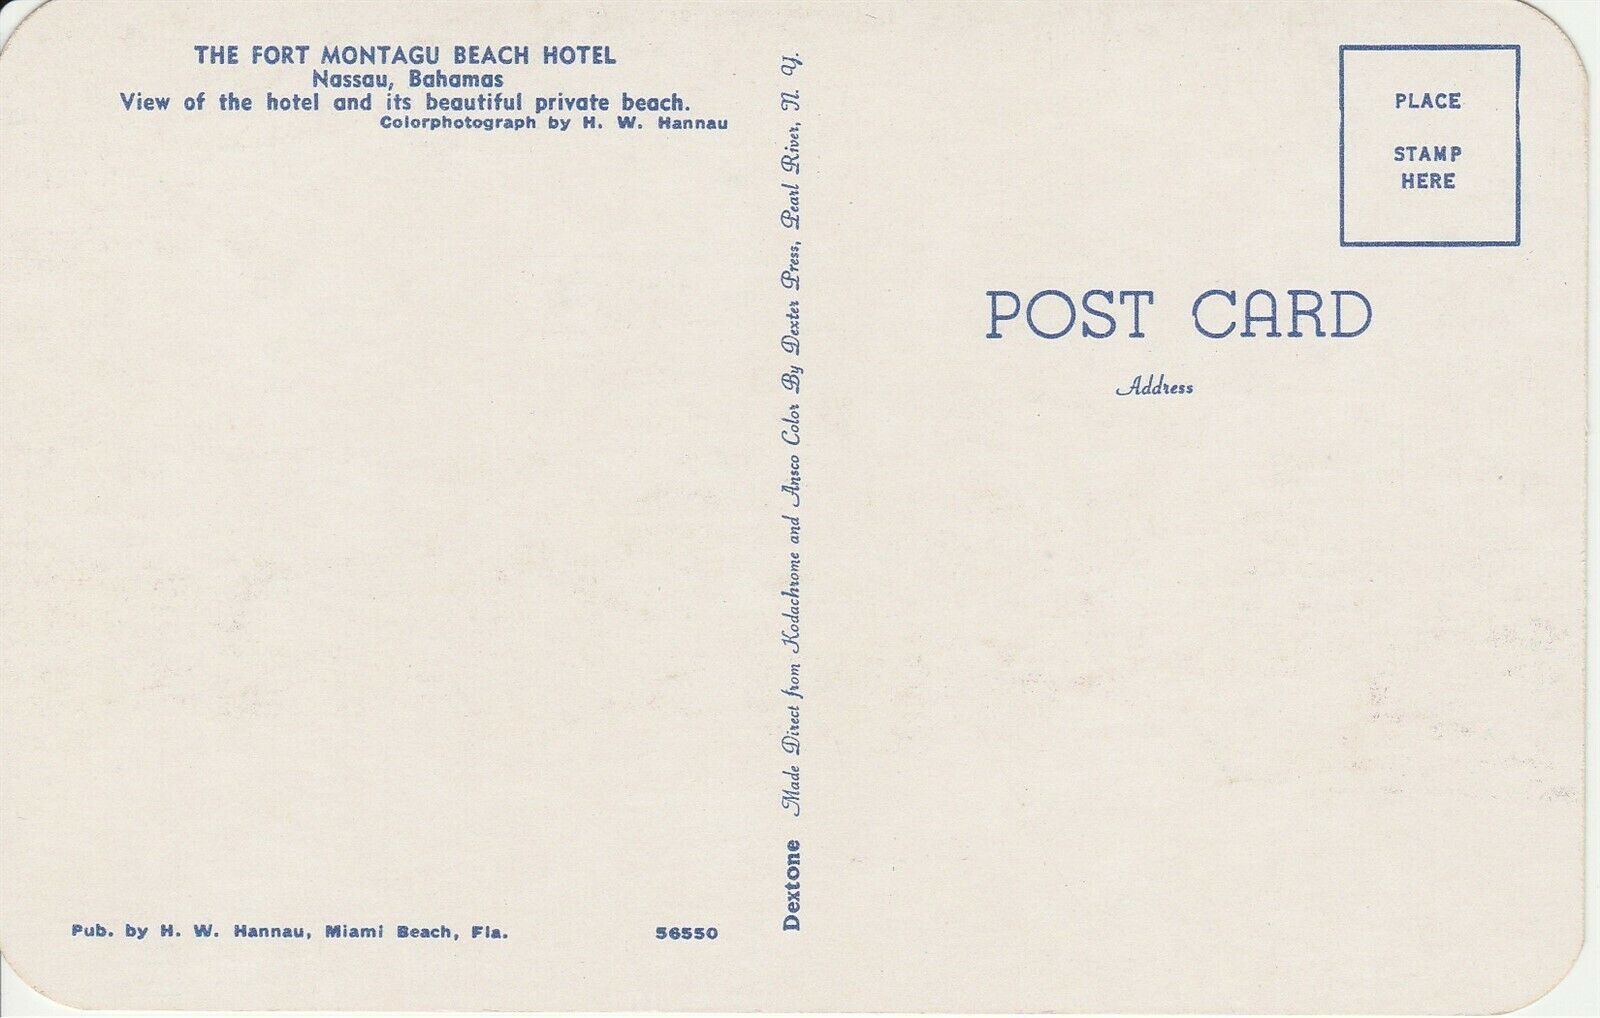 THE FORT MONTAGU BEACH HOTEL
Nassau, Bahamas
View of the hotel and its beautiful private beach.
Colorphotograph by H. W. Hannau
Pub. by H. W. Hannau, Miami Beach, Fla.
56550
Dextone Made Direct from Kodachrome and Ansco Color By Dexter Press, Pearl River, N. Y.
PLACE
STAMP
HERE
POST CARD
Address